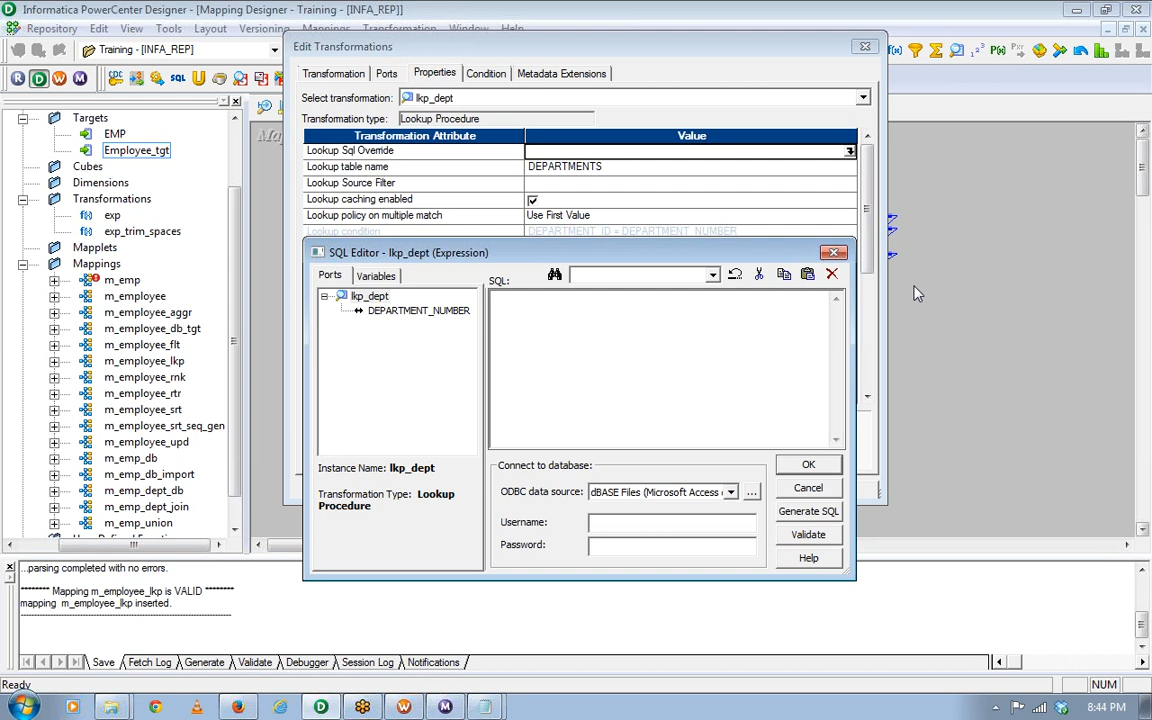 Informatica PowerCenter Designer - [Mapping Designer - Training - [INFA_REP]]
Repository Edit View Tools Layout Versioning Mappings Transformation Window Help
Training - [INFA_REP]
Edit Transformations
Transformation Ports Properties Condition Metadata Extensions
Select transformation: lkp_dept
Transformation type: Lookup Procedure
Transformation Attribute Value
Lookup Sql Override
Lookup table name DEPARTMENTS
Lookup Source Filter
Lookup caching enabled
Lookup policy on multiple match Use First Value
Lookup condition DEPARTMENT_ID = DEPARTMENT_NUMBER
Targets
EMP
Employee_tgt
Cubes
Dimensions
Transformations
exp
exp_trim_spaces
Mapplets
Mappings
m_emp
m_employee
m_employee_aggr
m_employee_db_tgt
m_employee_flt
m_employee_lkp
m_employee_rnk
m_employee_rtr
m_employee_srt
m_employee_srt_seq_gen
m_employee_upd
m_emp_db
m_emp_db_import
m_emp_dept_db
m_emp_dept_join
m_emp_union
SQL Editor - lkp_dept (Expression)
Ports Variables
SQL:
lkp_dept
DEPARTMENT_NUMBER
Instance Name: lkp_dept
Transformation Type: Lookup
Procedure
Connect to database:
ODBC data source: dBASE Files (Microsoft Access
Username:
Password:
OK
Cancel
Generate SQL
Validate
Help
...parsing completed with no errors.
******** Mapping m_employee_lkp is VALID ********
mapping m_employee_lkp inserted.
Save Fetch Log Generate Validate Debugger Session Log Notifications
Ready
NUM
8:44 PM